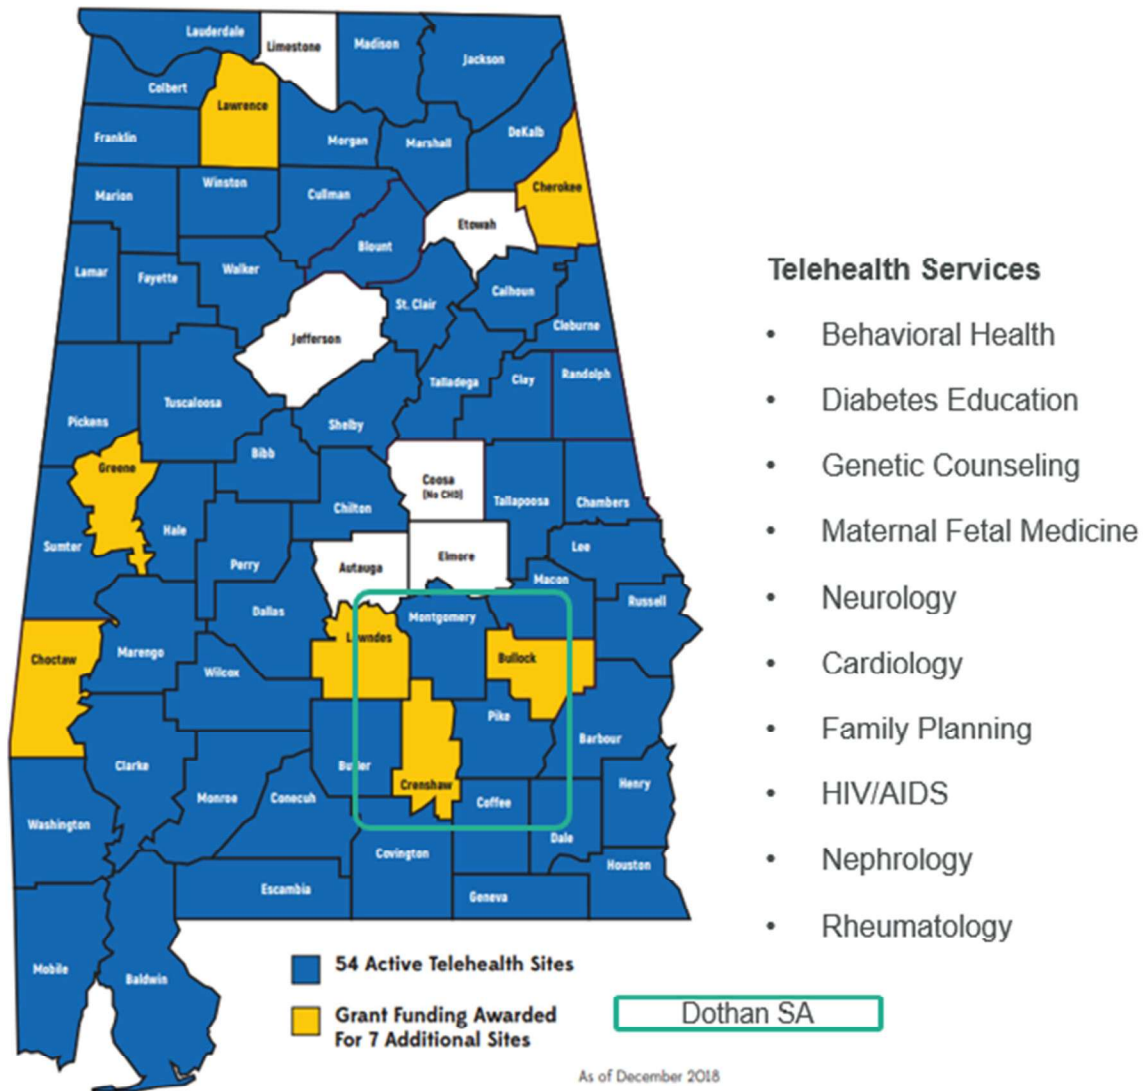 Lauderdale
Limestone
Madison
Jackson
Colbert
Lawrence
Franklin
Morgan
Marshall
DeKalb
Marion
Winston
Cullman
Cherokee
Etowah
Blount
Lamar
Fayette
Walker
St. Clair
Calhoun
Cleburne
Jefferson
Talladega
Clay
Randolph
Tuscaloosa
Pickens
Shelby
Bibb
Greene
Coosa
(No CHD)
Tallapoosa
Chambers
Chilton
Hale
Sumter
Perry
Autauga
Elmore
Lee
Macon
Russell
Dallas
Montgomery
Lowndes
Bullock
Choctaw
Marengo
Wilcox
Pike
Barbour
Clarke
Butler
Crenshaw
Henry
Monroe
Conecuh
Coffee
Washington
Dale
Covington
Houston
Escambia
Geneva
Mobile
Baldwin
Telehealth Services
• Behavioral Health
• Diabetes Education
• Genetic Counseling
• Maternal Fetal Medicine
• Neurology
• Cardiology
• Family Planning
• HIV/AIDS
• Nephrology
• Rheumatology
54 Active Telehealth Sites
Grant Funding Awarded
For 7 Additional Sites
Dothan SA
As of December 2018